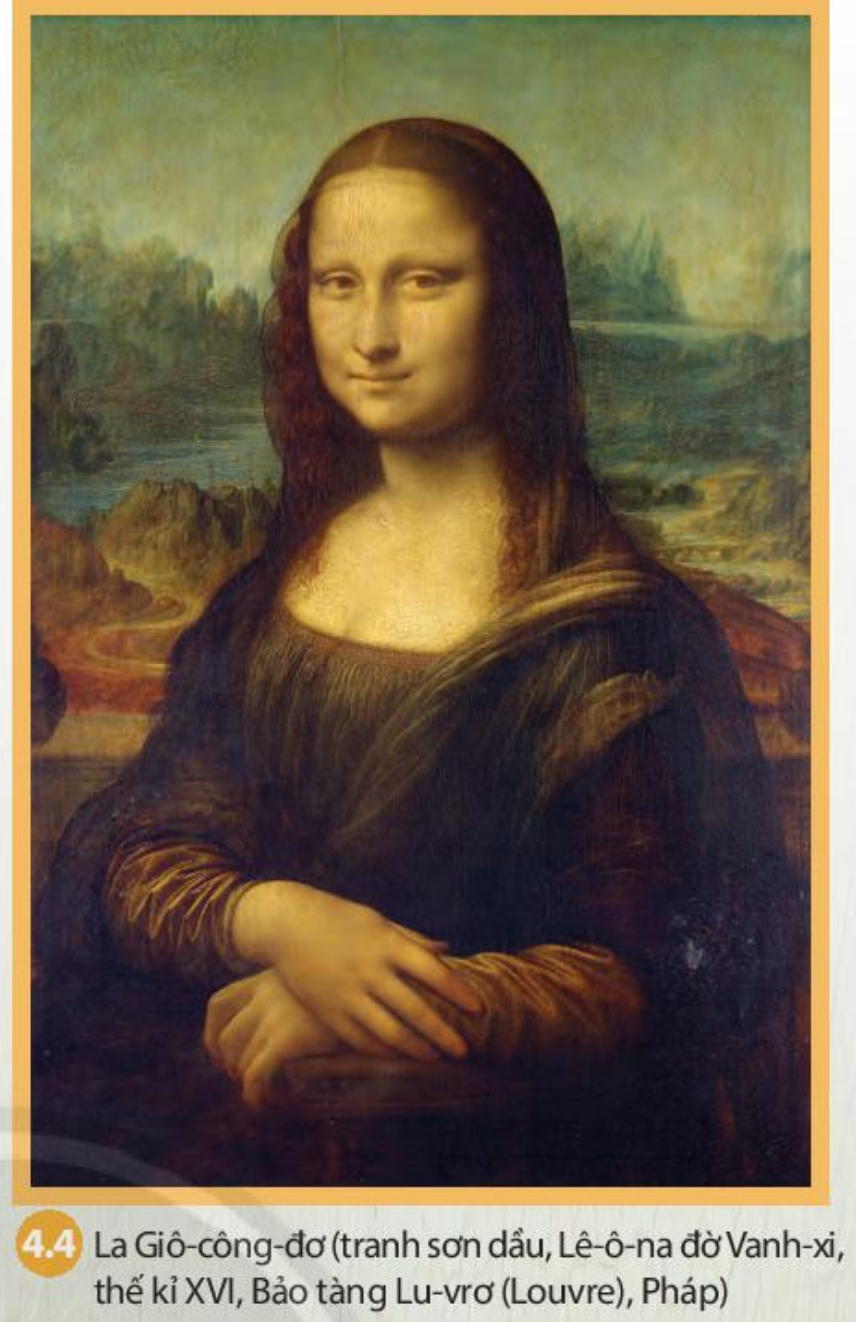 4.4 La Giô-công-đơ (tranh sơn dầu, Lê-ô-na đờ Vanh-xi,
thế kỉ XVI, Bảo tàng Lu-vrơ (Louvre), Pháp)